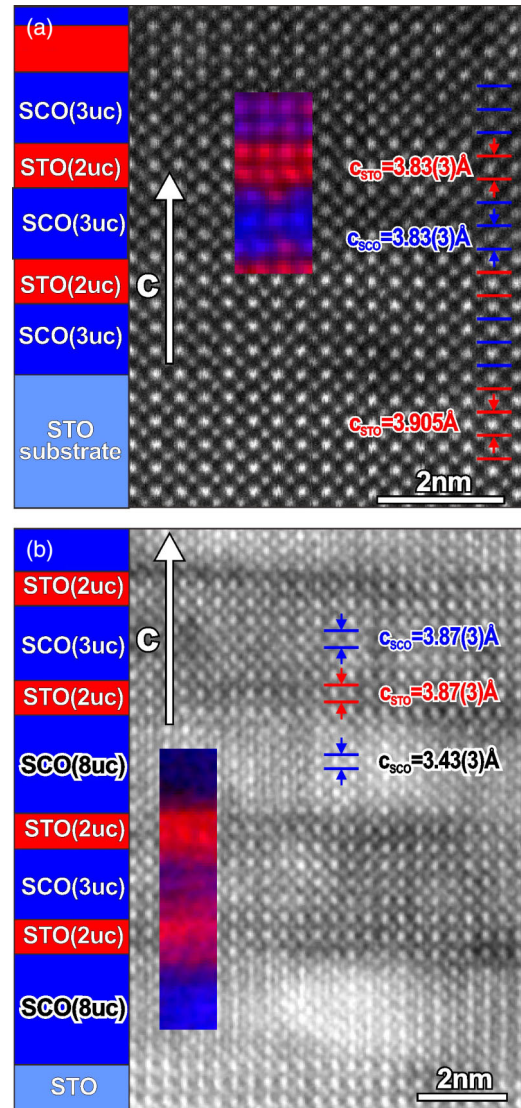 (a)
SCO(3uc)
STO(2uc)
SCO(3uc)
STO(2uc)
SCO(3uc)
STO
substrate
C
cSTO=3.83(3)Å
cSCO=3.83(3)Å
cSTO=3.905Å
2nm
(b)
STO(2uc)
SCO(3uc)
STO(2uc)
SCO(8uc)
STO(2uc)
SCO(3uc)
STO(2uc)
SCO(8uc)
STO
C
cSCO=3.87(3)Å
cSTO=3.87(3)Å
cSCO=3.43(3)Å
2nm